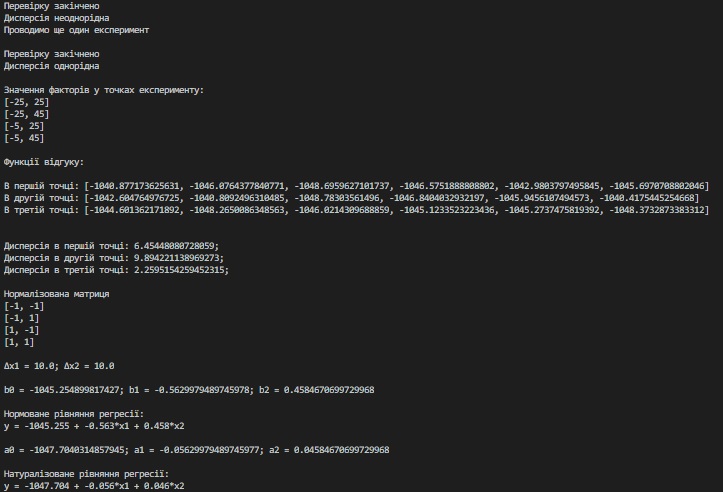 Перевірку закінчено
Дисперсія неоднорідна
Проводимо ще один експеримент
Перевірку закінчено
Дисперсія однорідна
Значення факторів у точках експерименту:
[-25, 25]
[-25, 45]
[-5, 25]
[-5, 45]
Функції відгуку:
В першій точці: [-1040.877173625631, -1046.0764377840771, -1048.6959627101737, -1046.5751888808802, -1042.9803797495845, -1045.6970708802046]
В другій точці: [-1042.604764976725, -1040.8092496310485, -1048.78303561496, -1046.8404032932197, -1045.9456107494573, -1040.4175445254668]
В третій точці: [-1044.601362171892, -1048.2650086348563, -1046.0214309688859, -1045.1233523223436, -1045.2737475819392, -1048.3732873383312]
Дисперсія в першій точці: 6.45448080728059;
Дисперсія в другій точці: 9.894221138969273;
Дисперсія в третій точці: 2.2595154259452315;
Нормалізована матриця
[-1, -1]
[-1, 1]
[1, -1]
[1, 1]
Δx1 = 10.0; Δx2 = 10.0
b0 = -1045.254899817427; b1 = -0.5629979489745978; b2 = 0.4584670699729968
Нормоване рівняння регресії:
y = -1045.255 + -0.563*x1 + 0.458*x2
a0 = -1047.7040314857945; a1 = -0.05629979489745977; a2 = 0.04584670699729968
Натуралізоване рівняння регресії:
y = -1047.704 + -0.056*x1 + 0.046*x2